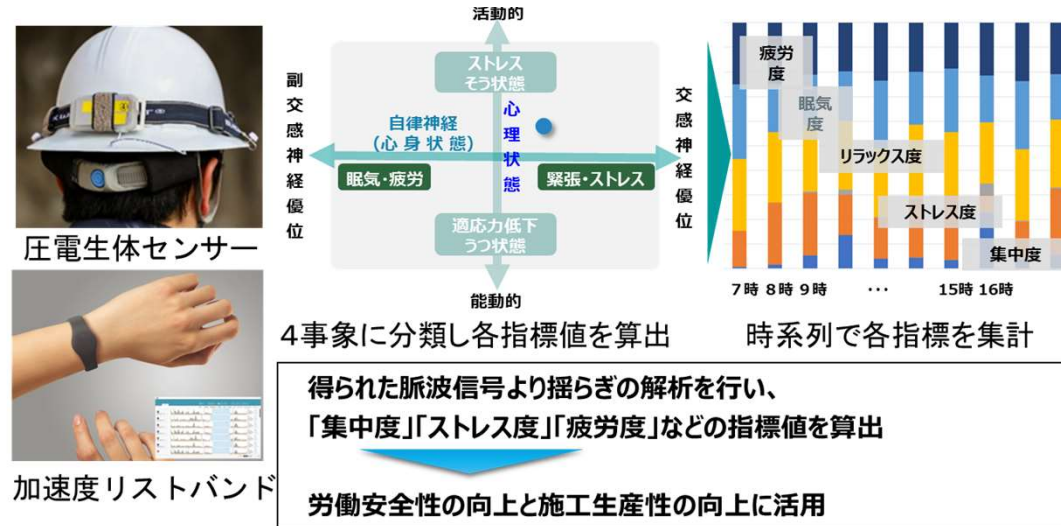 圧電生体センサー
加速度リストバンド
活動的
副交感神経優位
ストレス
そう状態
自律神経
(心身状態)
心理状態
眠気・疲労
緊張・ストレス
適応力低下
うつ状態
能動的
交感神経優位
4事象に分類し各指標値を算出
疲労度
眠気度
リラックス度
ストレス度
集中度
7時 8時 9時 ... 15時 16時
時系列で各指標を集計
得られた脈波信号より揺らぎの解析を行い、
「集中度」「ストレス度」「疲労度」などの指標値を算出
労働安全性の向上と施工生産性の向上に活用